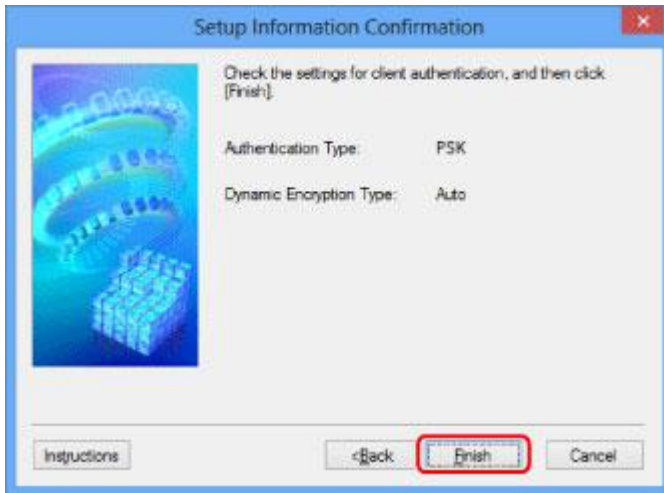 Setup Information Confirmation
Check the settings for client authentication, and then click
[Finish].
Authentication Type: PSK
Dynamic Encryption Type: Auto
Instructions
<Back
Finish
Cancel